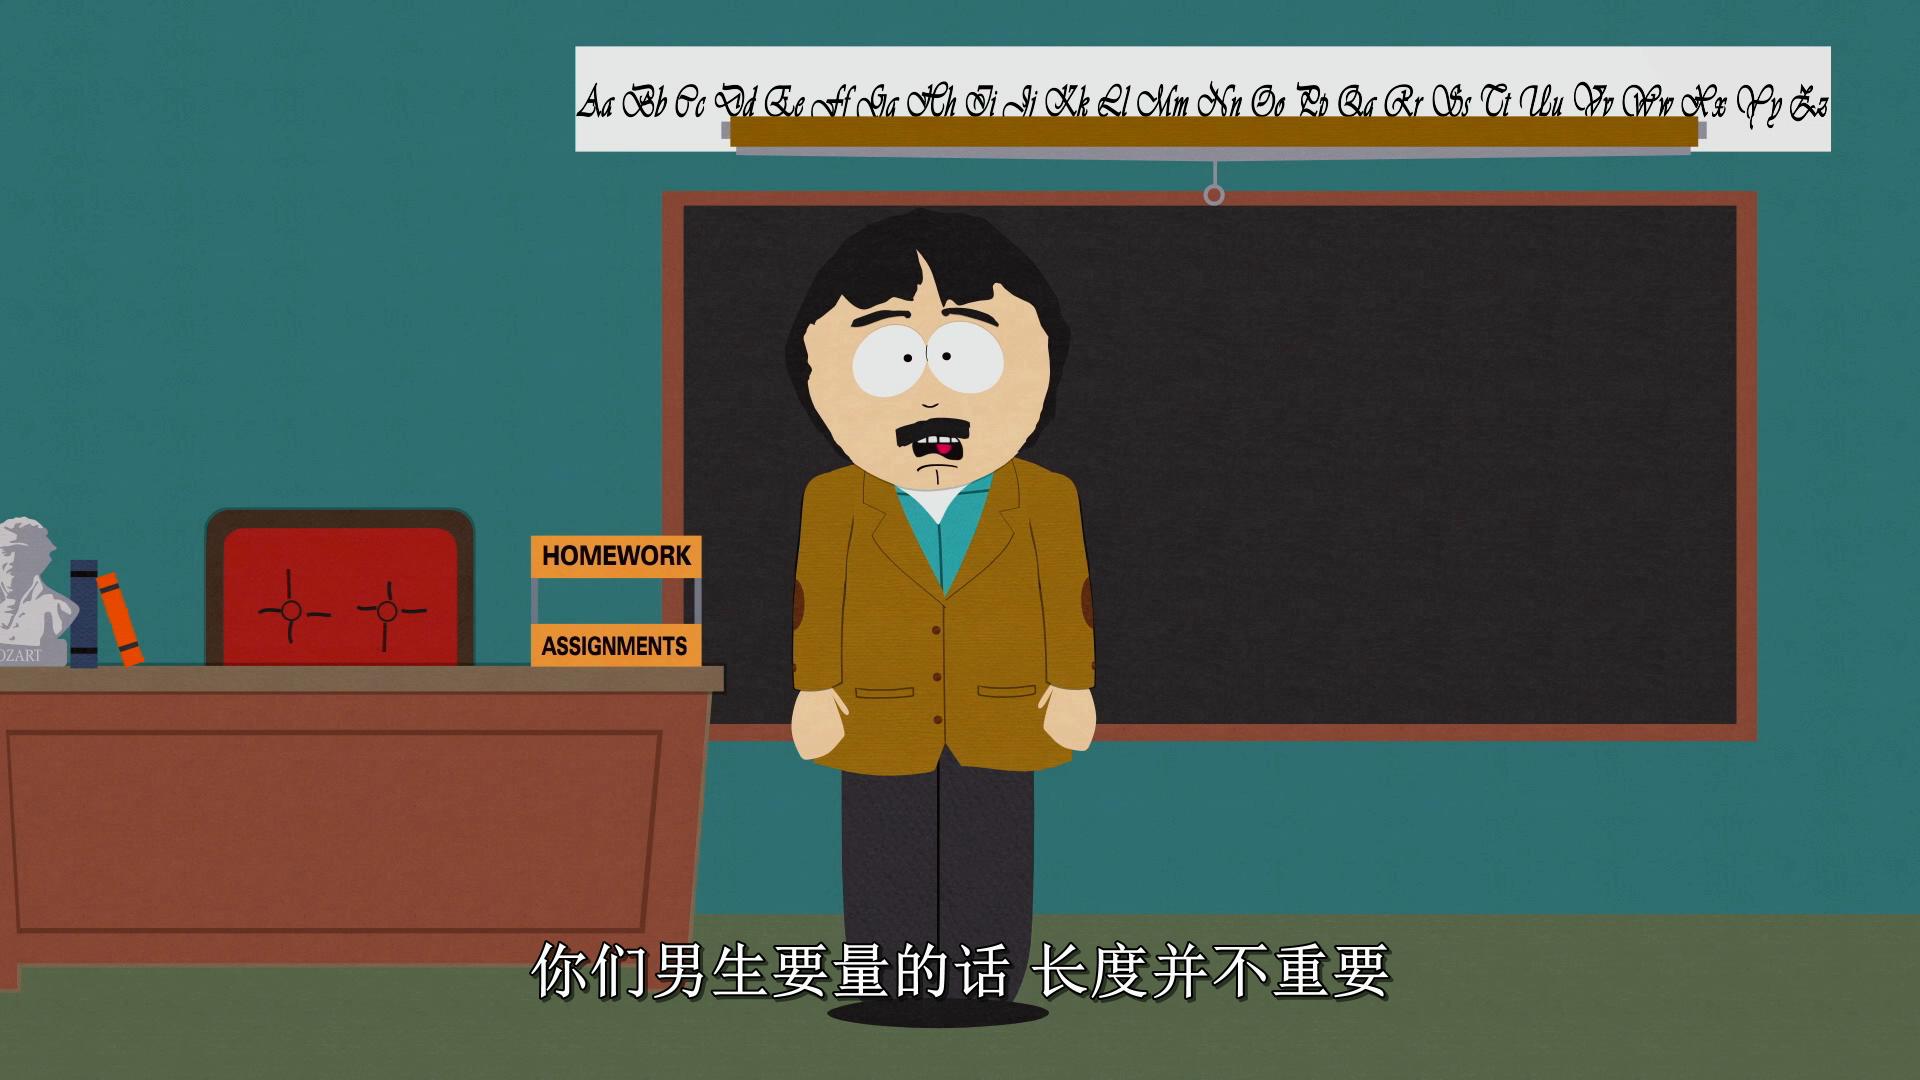 Aa Bb Cc Dd Ee Ff Gg Hh Ii Jj Kk Ll Mm Nn Oo Pp Qq Rr Ss Tt Uu Vv Ww Xx Yy Zz
HOMEWORK
ASSIGNMENTS
OZART
你们男生要量的话 长度并不重要